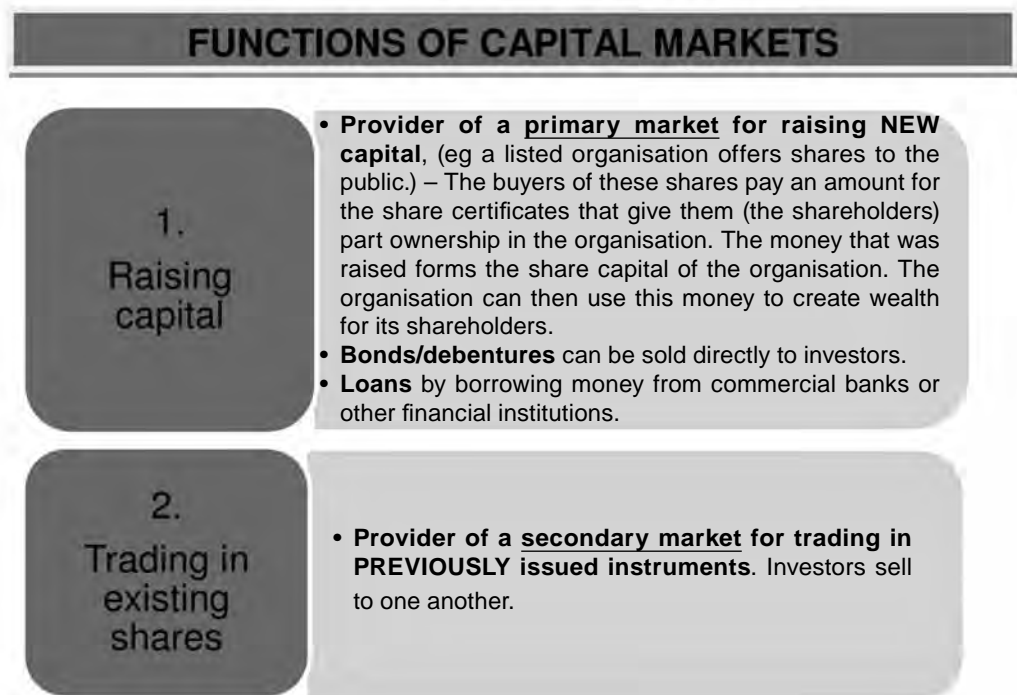 FUNCTIONS OF CAPITAL MARKETS
1.
Raising
capital
• Provider of a primary market for raising NEW
capital, (eg a listed organisation offers shares to the
public.) – The buyers of these shares pay an amount for
the share certificates that give them (the shareholders)
part ownership in the organisation. The money that was
raised forms the share capital of the organisation. The
organisation can then use this money to create wealth
for its shareholders.
• Bonds/debentures can be sold directly to investors.
• Loans by borrowing money from commercial banks or
other financial institutions.
2.
Trading in
existing
shares
• Provider of a secondary market for trading in
PREVIOUSLY issued instruments. Investors sell
to one another.